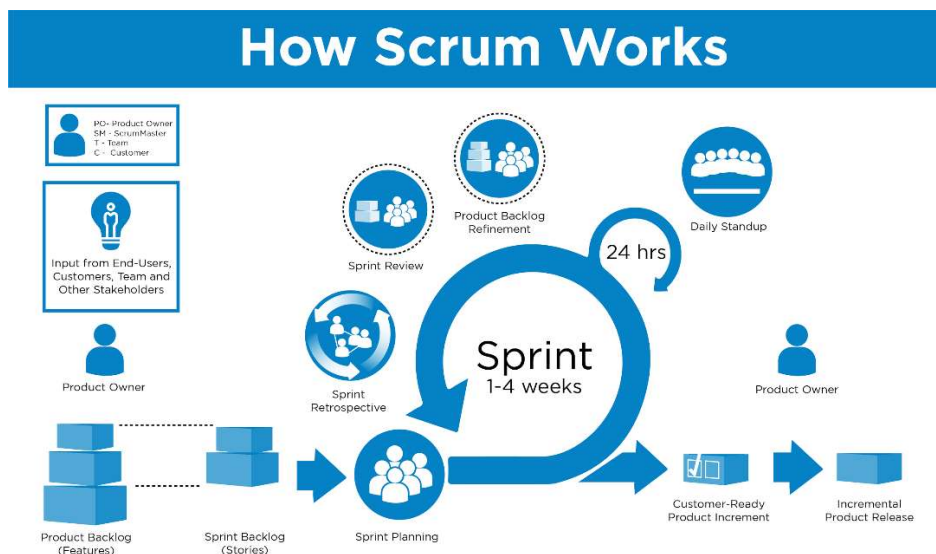 How Scrum Works
PO- Product Owner
SM - ScrumMaster
T - Team
C - Customer
Input from End-Users,
Customers, Team and
Other Stakeholders
Product Owner
Product Backlog
(Features)
Sprint Backlog
(Stories)
Sprint Planning
Sprint
Retrospective
Sprint Review
Product Backlog
Refinement
Sprint
1-4 weeks
24 hrs
Daily Standup
Product Owner
Customer-Ready
Product Increment
Incremental
Product Release